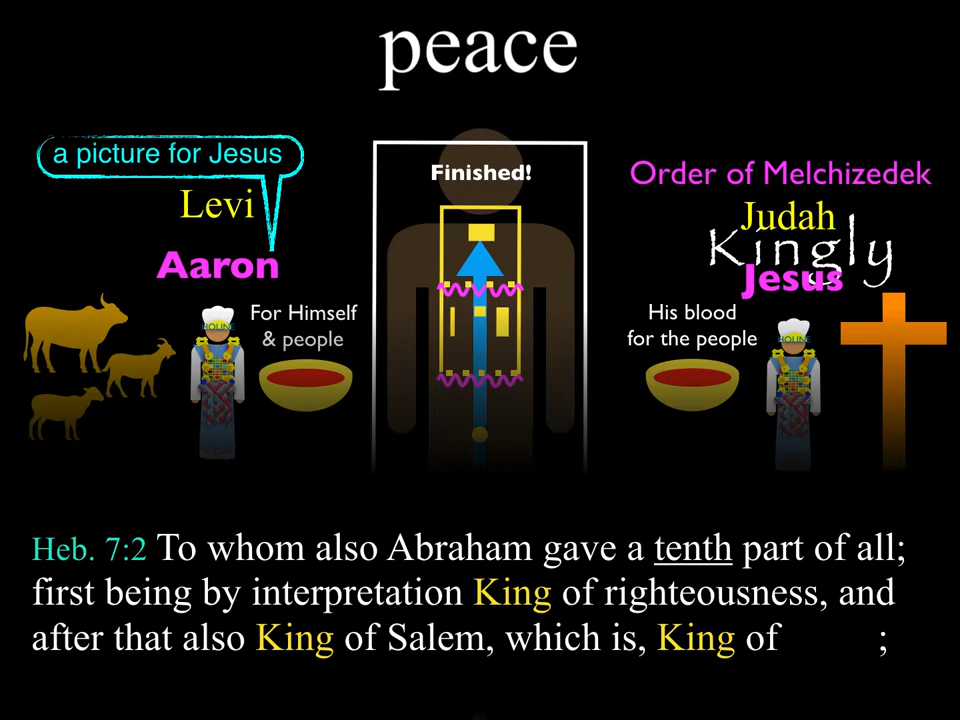 peace
a picture for Jesus
Levi
Aaron
For Himself
& people
Finished!
Order of Melchizedek
Judah
Kingly
Jesus
His blood
for the people
HOLINE
HOLINE
Heb. 7:2 To whom also Abraham gave a tenth part of all;
first being by interpretation King of righteousness, and
after that also King of Salem, which is, King of ;